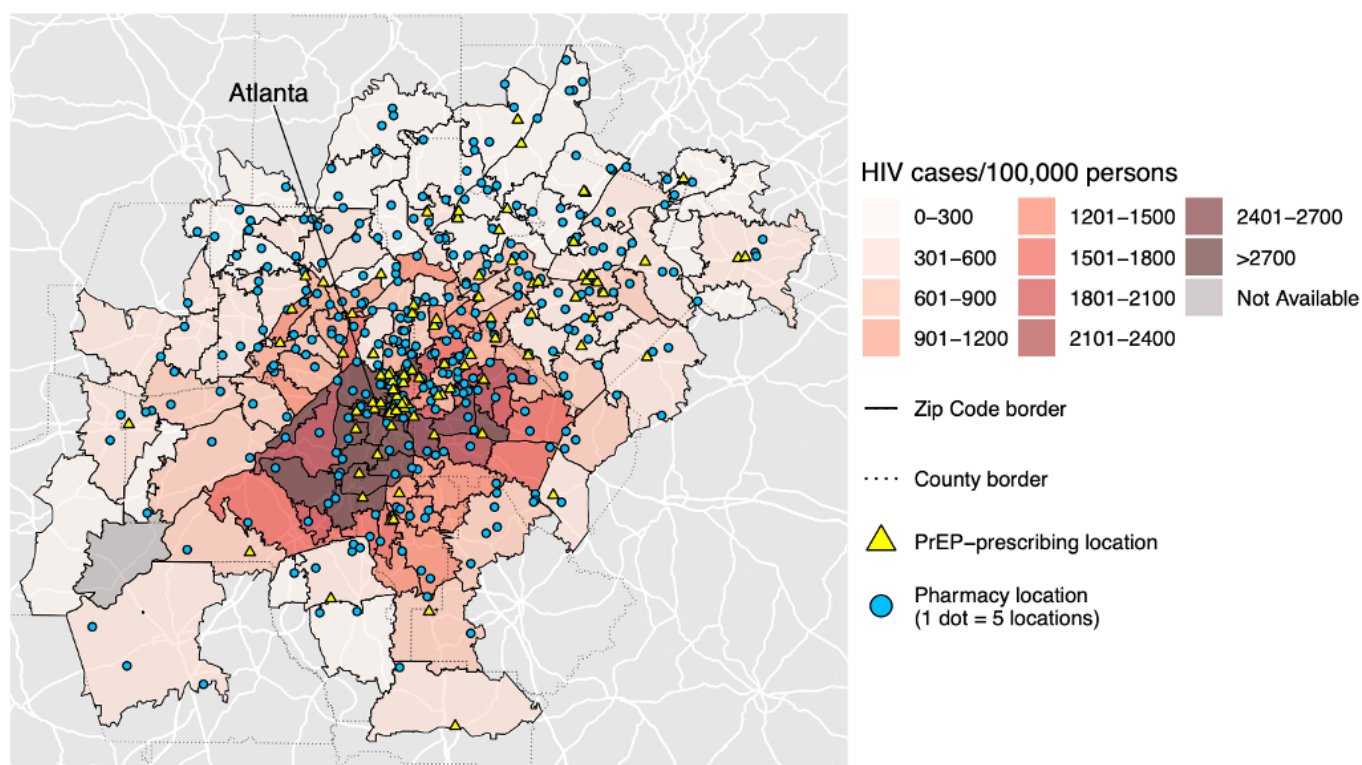 Atlanta
HIV cases/100,000 persons
0–300
301–600
601–900
901–1200
1201–1500
1501–1800
1801–2100
2101–2400
2401–2700
>2700
Not Available
Zip Code border
County border
PrEP–prescribing location
Pharmacy location
(1 dot = 5 locations)